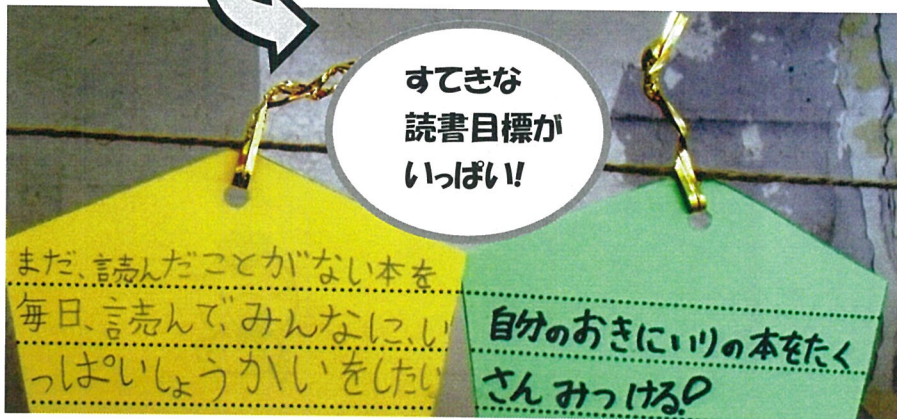 すてきな
読書目標が
いっぱい!
まだ、読んだことがない本を
毎日、読んで、みんなに、い
っぱいしょうかいをしたい
自分のおきにいりの本をたく
さんみつける♡